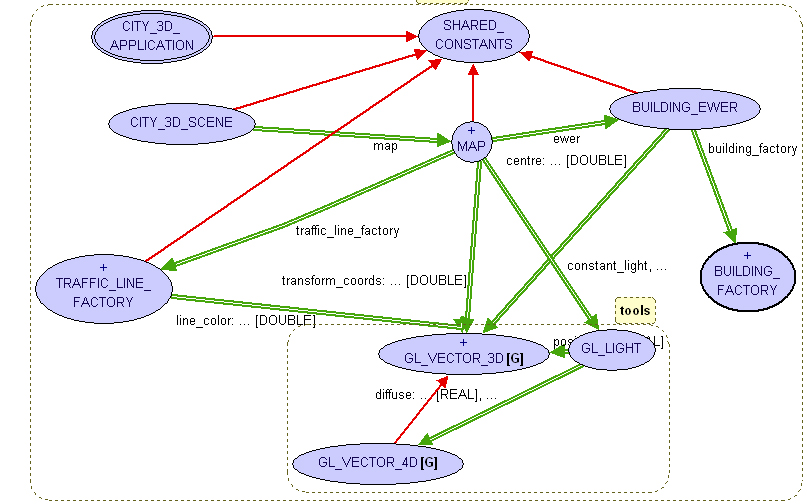 CITY_3D_
APPLICATION
SHARED_
CONSTANTS
CITY_3D_SCENE
BUILDING_EWER
+
MAP
map
ewer
centre: ... [DOUBLE]
building_factory
traffic_line_factory
+
TRAFFIC_LINE_
FACTORY
transform_coords: ... [DOUBLE]
constant_light, ...
+
BUILDING_
FACTORY
line_color: ... [DOUBLE]
tools
+
GL_VECTOR_3D[G]
GL_LIGHT
diffuse: ... [REAL], ...
GL_VECTOR_4D[G]